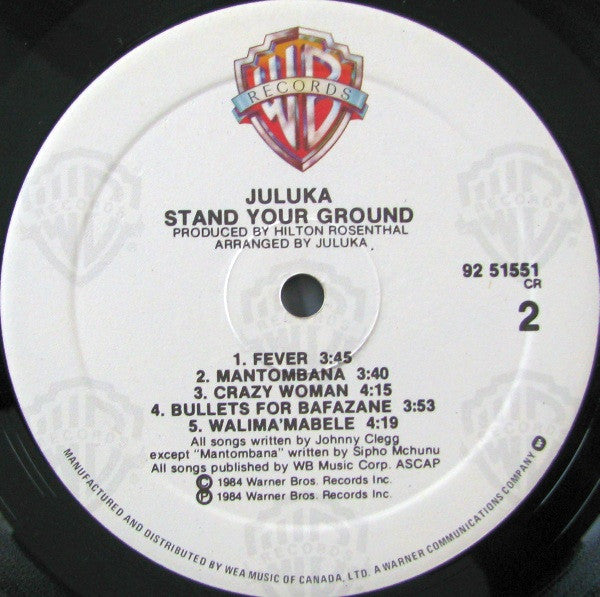 WB
RECORDS
JULUKA
STAND YOUR GROUND
PRODUCED BY HILTON ROSENTHAL
ARRANGED BY JULUKA
92 51551
CR
2
1. FEVER 3:45
2. MANTOMBANA 3:40
3. CRAZY WOMAN 4:15
4. BULLETS FOR BAFAZANE 3:53
5. WALIMA'MABELE 4:19
All songs written by Johnny Clegg
except "Mantombana" written by Sipho Mchunu
All songs published by WB Music Corp. ASCAP
© 1984 Warner Bros. Records Inc.
℗ 1984 Warner Bros. Records Inc.
MANUFACTURED AND DISTRIBUTED BY WEA MUSIC OF CANADA, LTD. A WARNER COMMUNICATIONS COMPANY